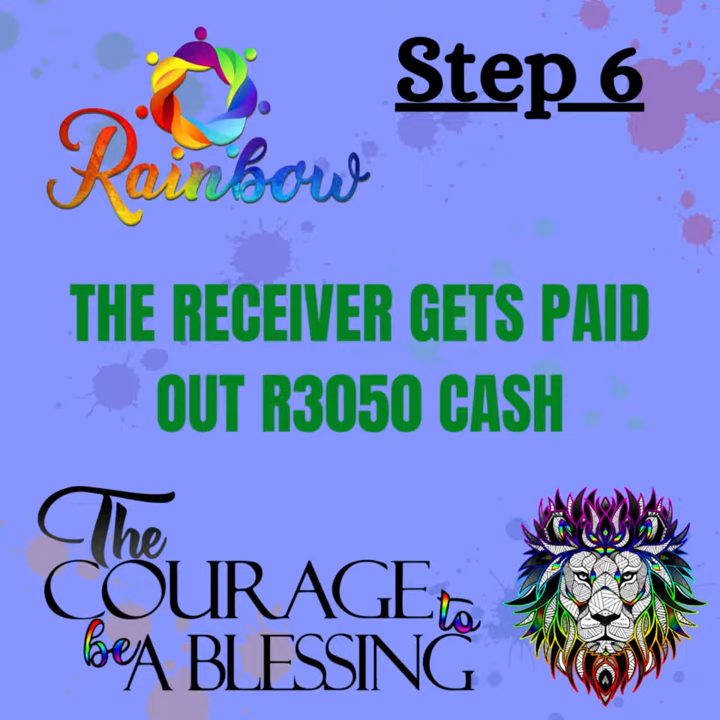 Step 6
Rainbow
THE RECEIVER GETS PAID
OUT R3050 CASH
The
COURAGE to
be A BLESSING